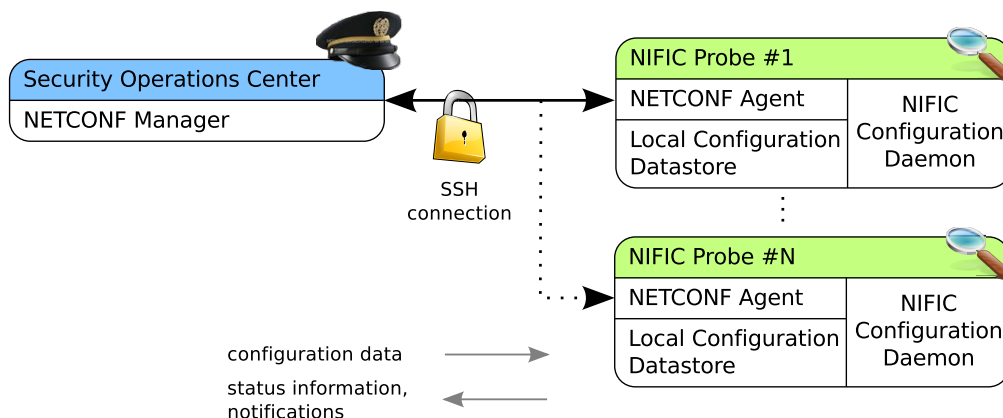 Security Operations Center
NETCONF Manager
SSH
connection
NIFIC Probe #1
NETCONF Agent
Local Configuration
Datastore
NIFIC
Configuration
Daemon
NIFIC Probe #N
NETCONF Agent
Local Configuration
Datastore
NIFIC
Configuration
Daemon
configuration data
status information,
notifications